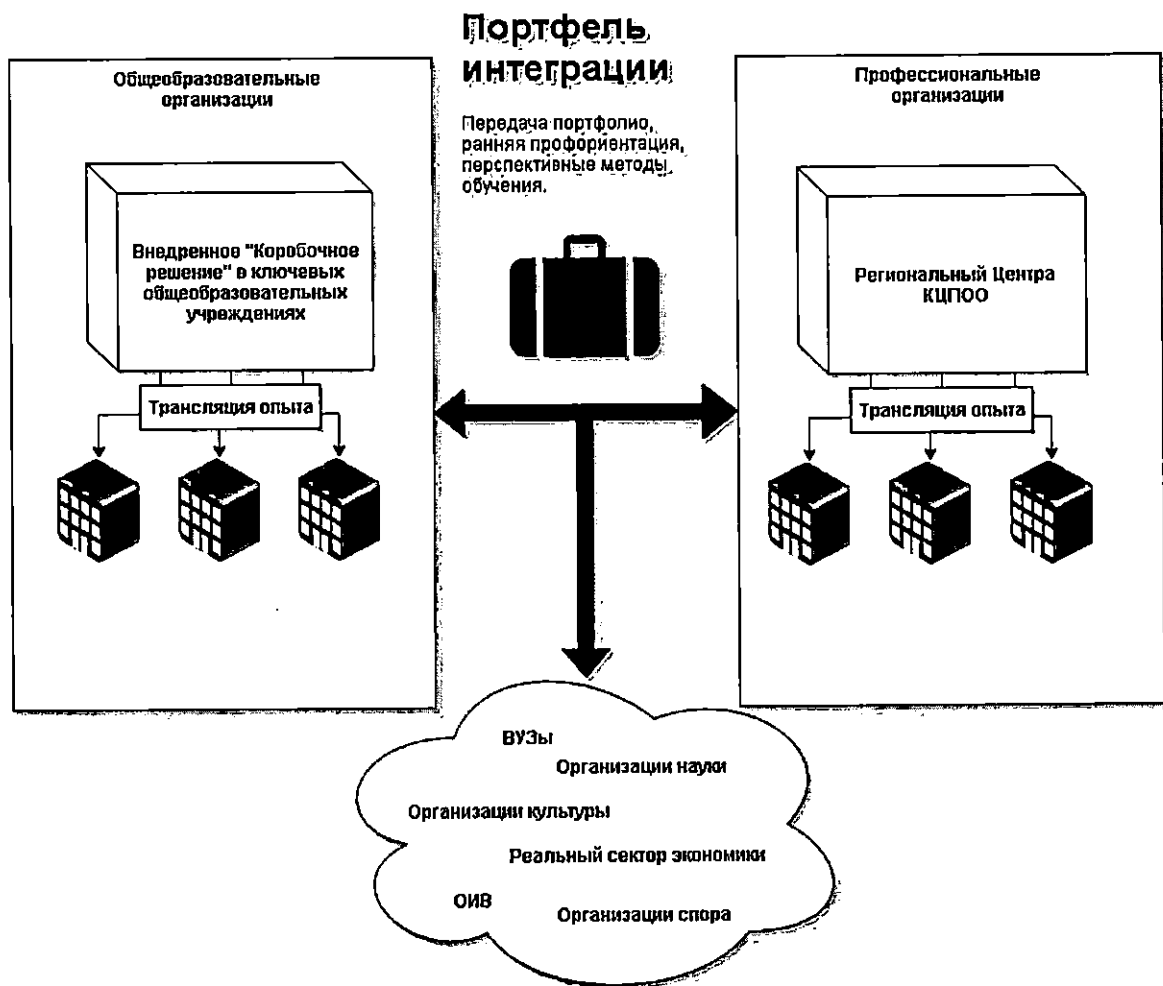 Портфель
интеграции
Передача портфолио,
ранняя профориентация,
перспективные методы
обучения.
Общеобразовательные
организации
Внедренное "Коробочное
решение" в ключевых
общеобразовательных
учреждениях
Трансляция опыта
Профессиональные
организации
Региональный Центра
КЦПОО
Трансляция опыта
ВУЗы
Организации науки
Организации культуры
Реальный сектор экономики
ОИВ
Организации спора